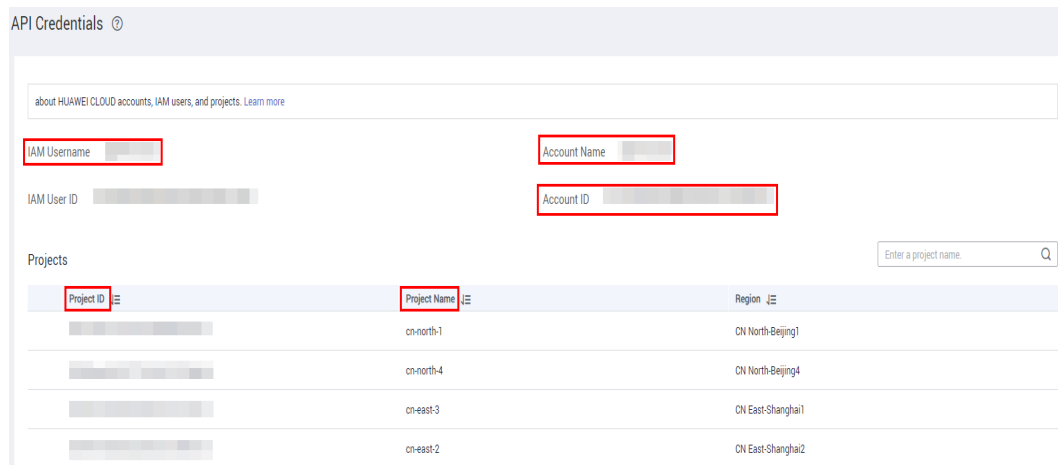 API Credentials ?
about HUAWEI CLOUD accounts, IAM users, and projects. Learn more
IAM Username
Account Name
IAM User ID
Account ID
Projects
Enter a project name.
Project ID Project Name Region
cn-north-1 CN North-Beijing1
cn-north-4 CN North-Beijing4
cn-east-3 CN East-Shanghai1
cn-east-2 CN East-Shanghai2